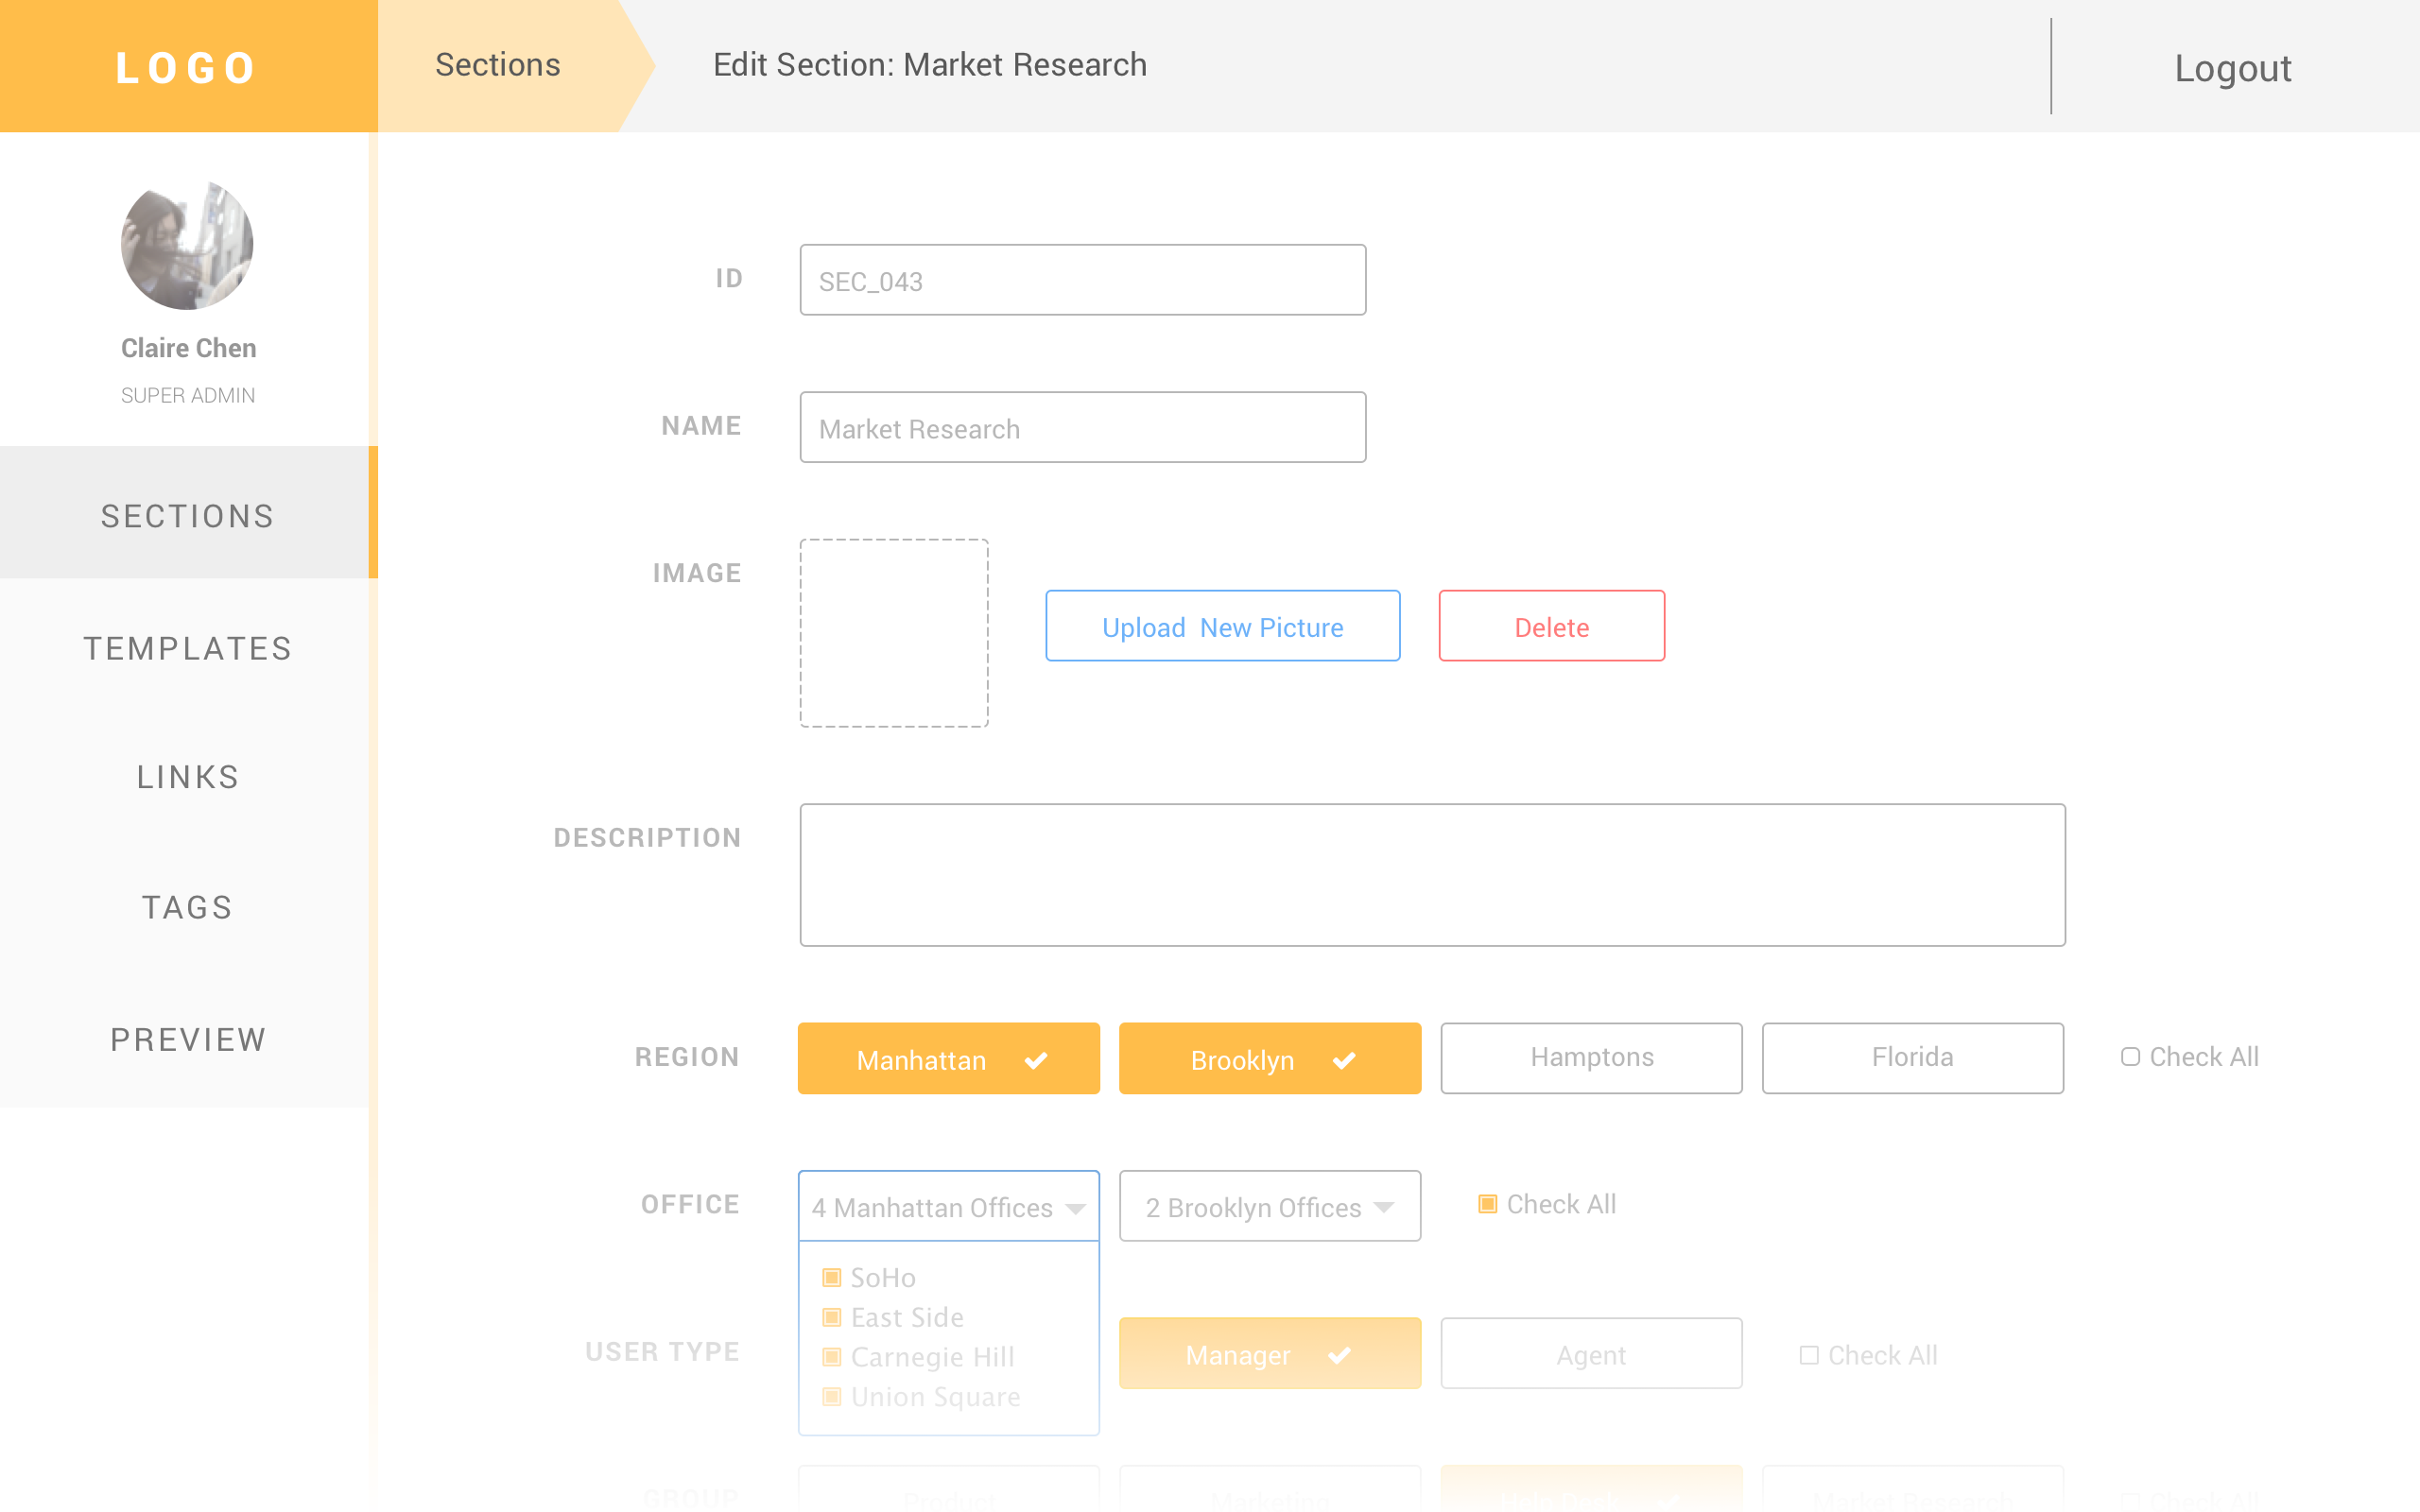 LOGO
Sections
Edit Section: Market Research
Logout
Claire Chen
SUPER ADMIN
SECTIONS
TEMPLATES
LINKS
TAGS
PREVIEW
ID
SEC_043
NAME
Market Research
IMAGE
Upload New Picture
Delete
DESCRIPTION
REGION
Manhattan
Brooklyn
Hamptons
Florida
Check All
OFFICE
4 Manhattan Offices
2 Brooklyn Offices
Check All
SoHo
East Side
Carnegie Hill
Union Square
USER TYPE
Manager
Agent
Check All
GROUP
Product
Marketing
Market Research
Check All